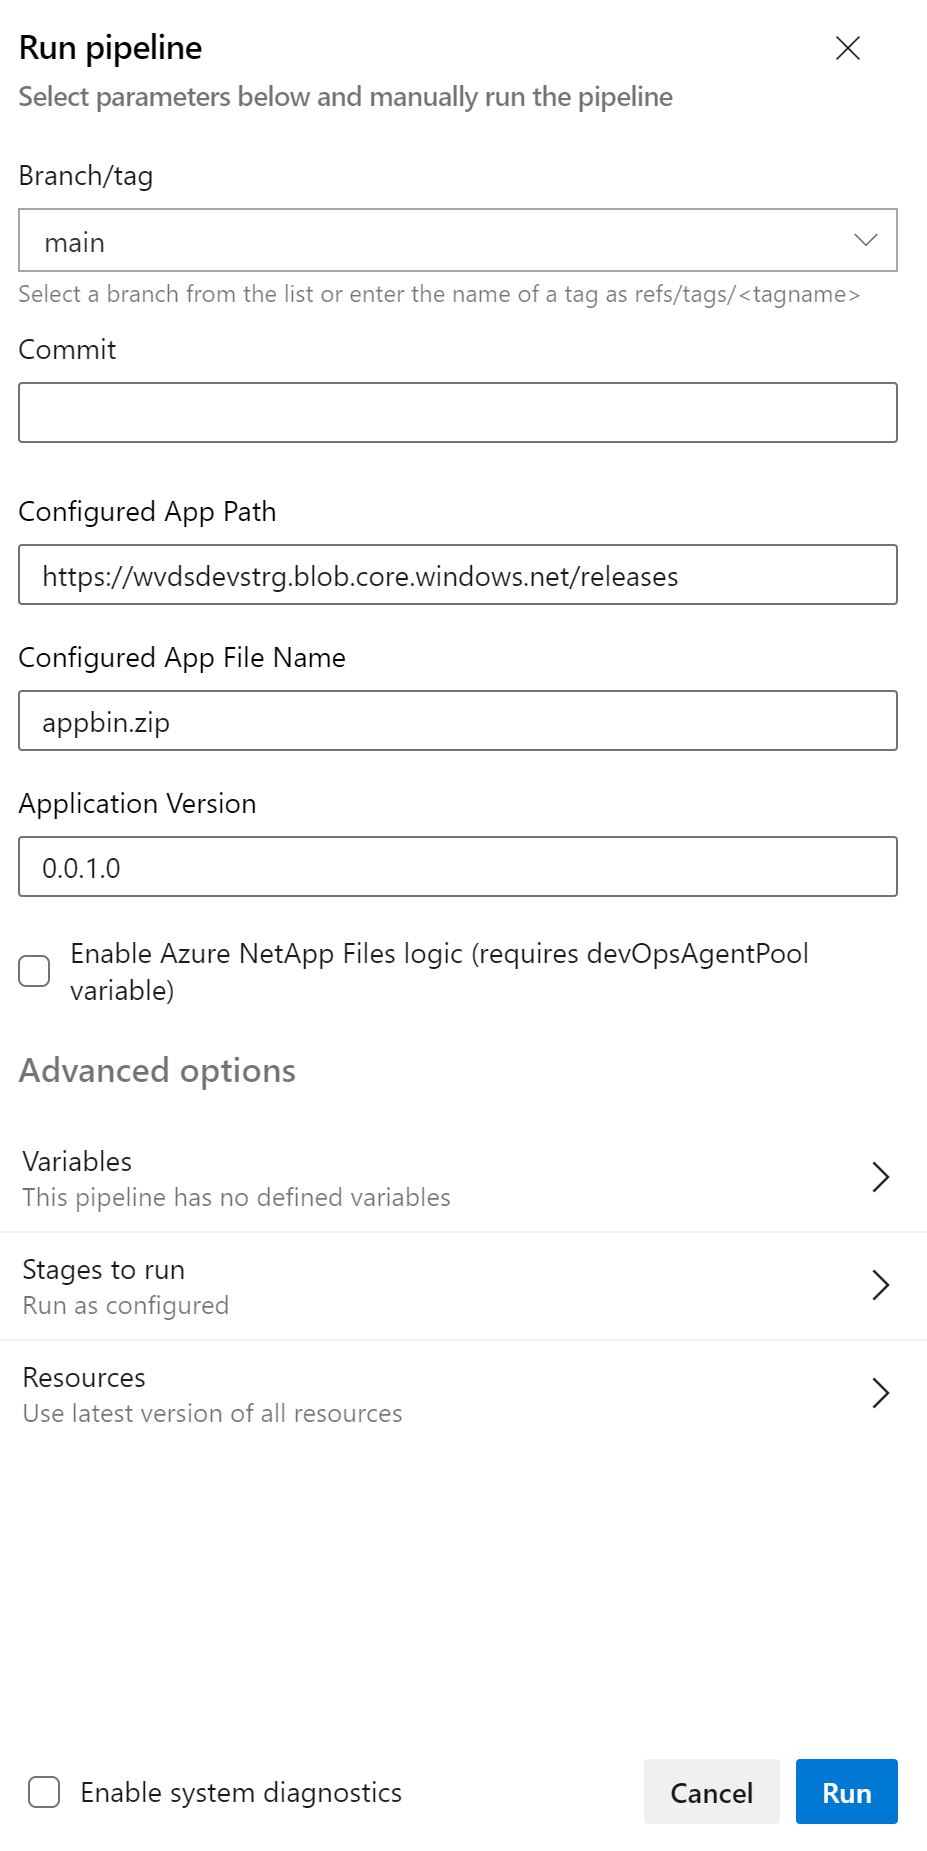 Run pipeline
Select parameters below and manually run the pipeline
Branch/tag
main
Select a branch from the list or enter the name of a tag as refs/tags/<tagname>
Commit
Configured App Path
https://wvdsdevstrg.blob.core.windows.net/releases
Configured App File Name
appbin.zip
Application Version
0.0.1.0
Enable Azure NetApp Files logic (requires devOpsAgentPool
variable)
Advanced options
Variables
This pipeline has no defined variables
Stages to run
Run as configured
Resources
Use latest version of all resources
Enable system diagnostics
Cancel
Run